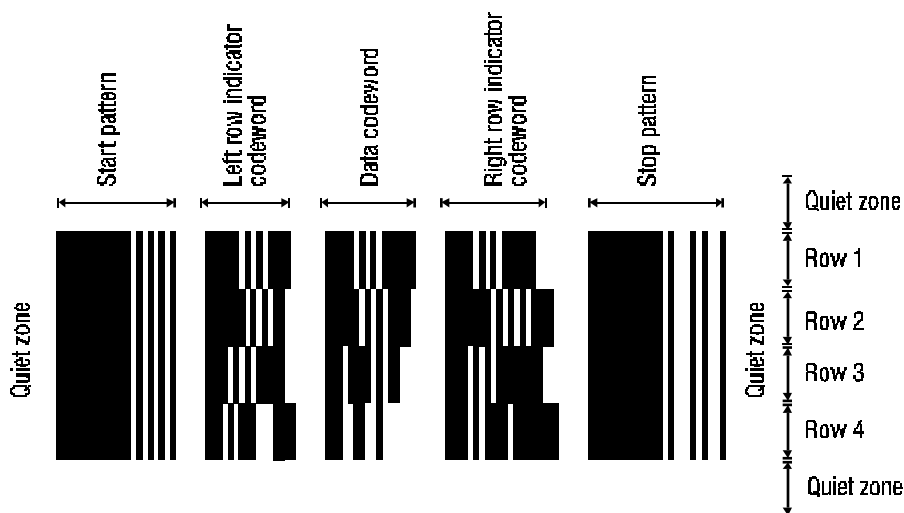 Start pattern
Left row indicator
codeword
Data codeword
Right row indicator
codeword
Stop pattern
Quiet zone
Row 1
Row 2
Row 3
Row 4
Quiet zone
Quiet zone
Quiet zone